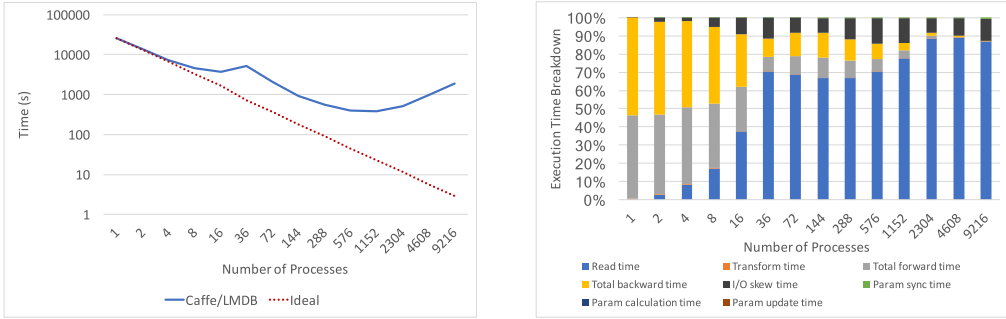 100000
10000
1000
100
10
1
Time (s)
1 2 4 8 16 36 72 144 288 576 1152 2304 4608 9216
Number of Processes
Caffe/LMDB Ideal
100%
90%
80%
70%
60%
50%
40%
30%
20%
10%
0%
Execution Time Breakdown
1 2 4 8 16 36 72 144 288 576 1152 2304 4608 9216
Number of Processes
Read time Transform time Total forward time
Total backward time I/O skew time Param sync time
Param calculation time Param update time